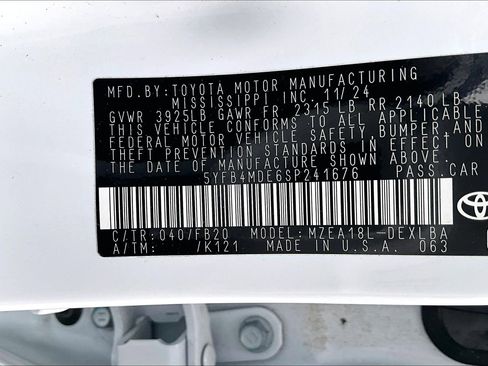 MFD. BY: TOYOTA MOTOR MANUFACTURING
MISSISSIPPI INC. 11/24
GVWR 3925LB GAWR FR 2315 LB RR 2140 LB
THIS VEHICLE CONFORMS TO ALL APPLICABLE
FEDERAL MOTOR VEHICLE SAFETY, BUMPER, AND
THEFT PREVENTION STANDARDS IN EFFECT ON
THE DATE OF MANUFACTURE SHOWN ABOVE.
5YFB4MDE6SP241676 PASS.CAR
C/TR: 040/FB20 MODEL: MZEA18L-DEXLBA
A/TM: /K121 MADE IN U.S.A. 063